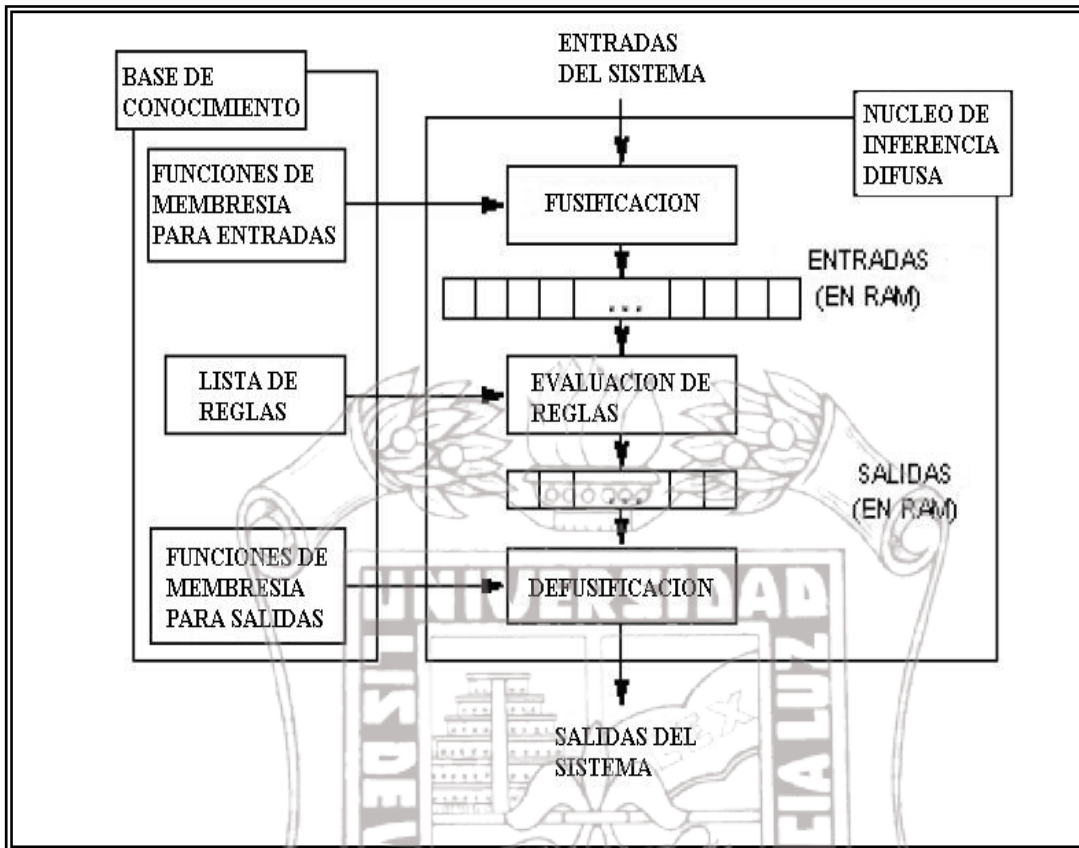 ENTRADAS
DEL SISTEMA
BASE DE
CONOCIMIENTO
NUCLEO DE
INFERENCIA
DIFUSA
FUNCIONES DE
MEMBRESIA
PARA ENTRADAS
FUSIFICACION
ENTRADAS
(EN RAM)
...
LISTA DE
REGLAS
EVALUACION DE
REGLAS
SALIDAS
(EN RAM)
...
FUNCIONES DE
MEMBRESIA
PARA SALIDAS
DEFUSIFICACION
UNIVERSIDAD
SALIDAS DEL
SISTEMA
LEX